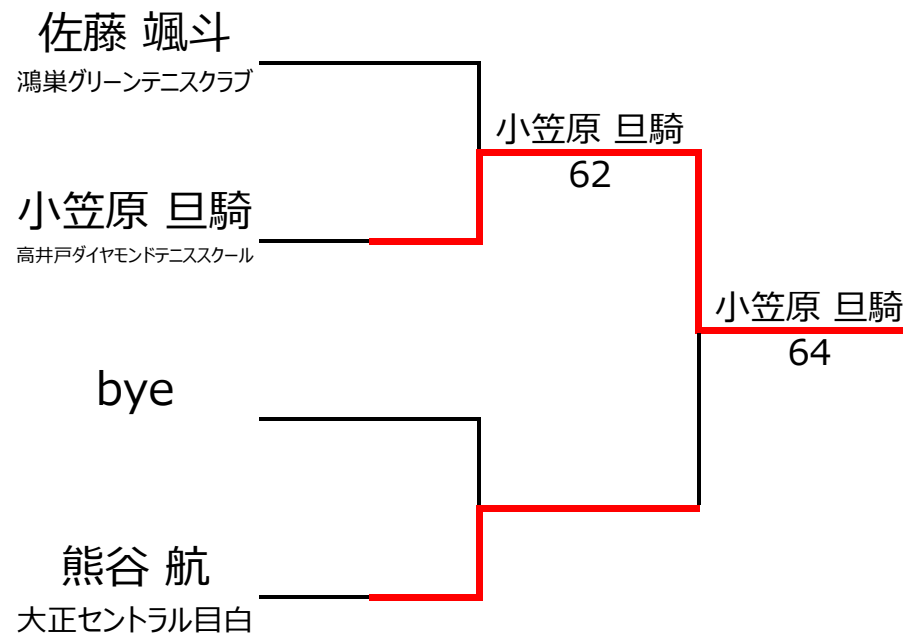 佐藤 颯斗
鴻巣グリーンテニスクラブ
小笠原 旦騎
62
小笠原 旦騎
高井戸ダイヤモンドテニススクール
小笠原 旦騎
64
bye
熊谷 航
大正セントラル目白